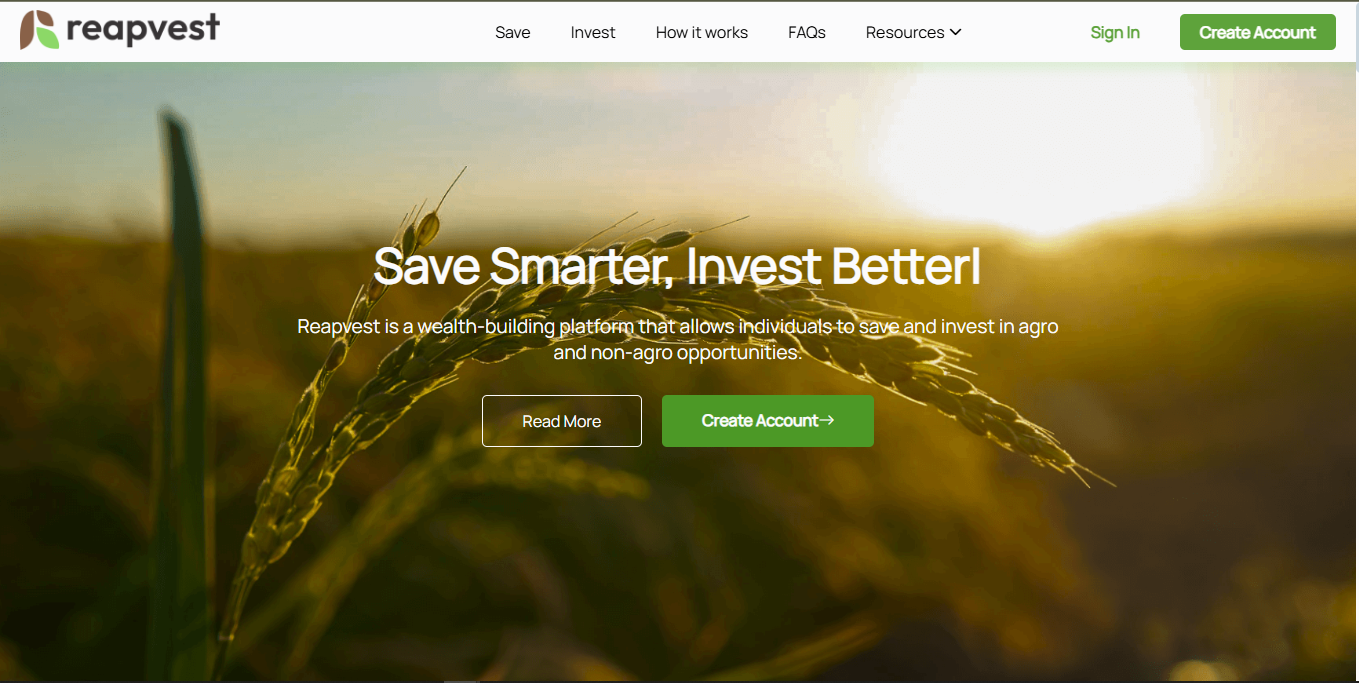 reapvest
Save
Invest
How it works
FAQs
Resources
Sign In
Create Account
Save Smarter, Invest Better!
Reapvest is a wealth-building platform that allows individuals to save and invest in agro
and non-agro opportunities.
Read More
Create Account→